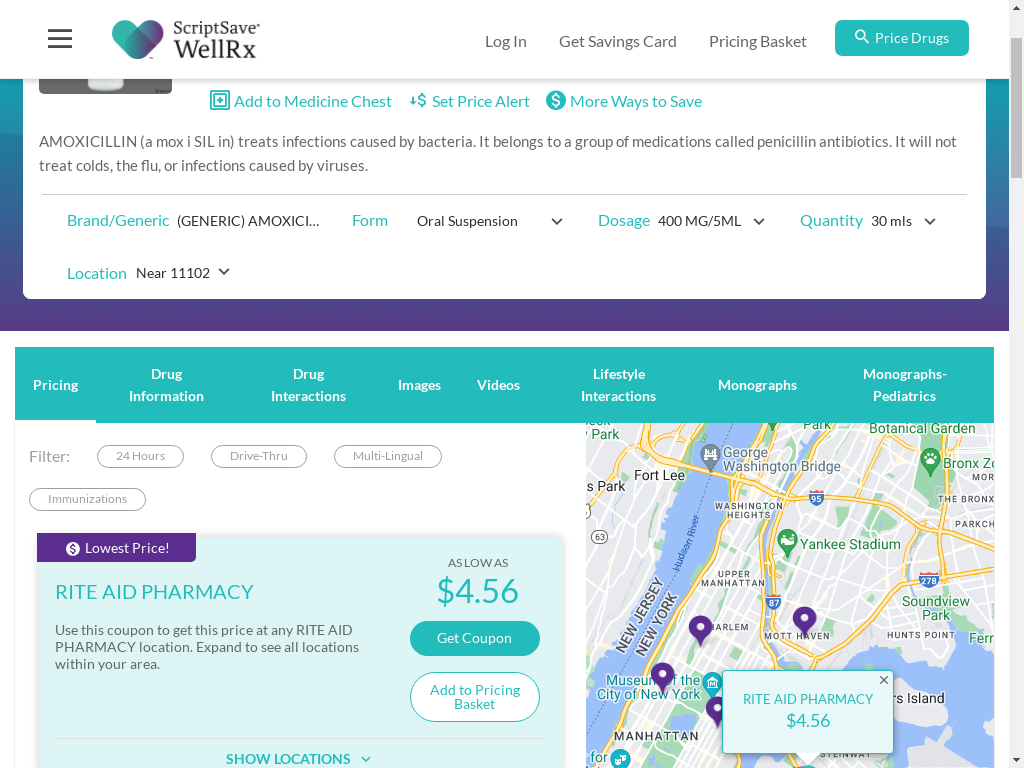 ScriptSave®
WellRx™
Log In
Get Savings Card
Pricing Basket
Price Drugs
Add to Medicine Chest
Set Price Alert
More Ways to Save
AMOXICILLIN (a mox i SIL in) treats infections caused by bacteria. It belongs to a group of medications called penicillin antibiotics. It will not
treat colds, the flu, or infections caused by viruses.
Brand/Generic (GENERIC) AMOXICI...
Form Oral Suspension
Dosage 400 MG/5ML
Quantity 30 mls
Location Near 11102
Pricing
Drug
Information
Drug
Interactions
Images
Videos
Lifestyle
Interactions
Monographs
Monographs-
Pediatrics
Filter:
24 Hours
Drive-Thru
Multi-Lingual
Immunizations
Lowest Price!
RITE AID PHARMACY
Use this coupon to get this price at any RITE AID
PHARMACY location. Expand to see all locations
within your area.
AS LOW AS
$4.56
Get Coupon
Add to Pricing
Basket
SHOW LOCATIONS
Park
Park
Botanical Garden
George
Washington Bridge
Fort Lee
Bronx Zo
s Park
95
THE BRONX
WASHINGTON
HEIGHTS
PARKCH
63
Hudson River
Yankee Stadium
UPPER
MANHATTAN
278
NEW JERSEY
NEW YORK
87
Soundview
Park
HARLEM
MOTT HAVEN
HUNTS POINT
Ferr
Museum of the
City of New York
ers Island
RITE AID PHARMACY
$4.56
MANHATTAN
for
STEINWAY